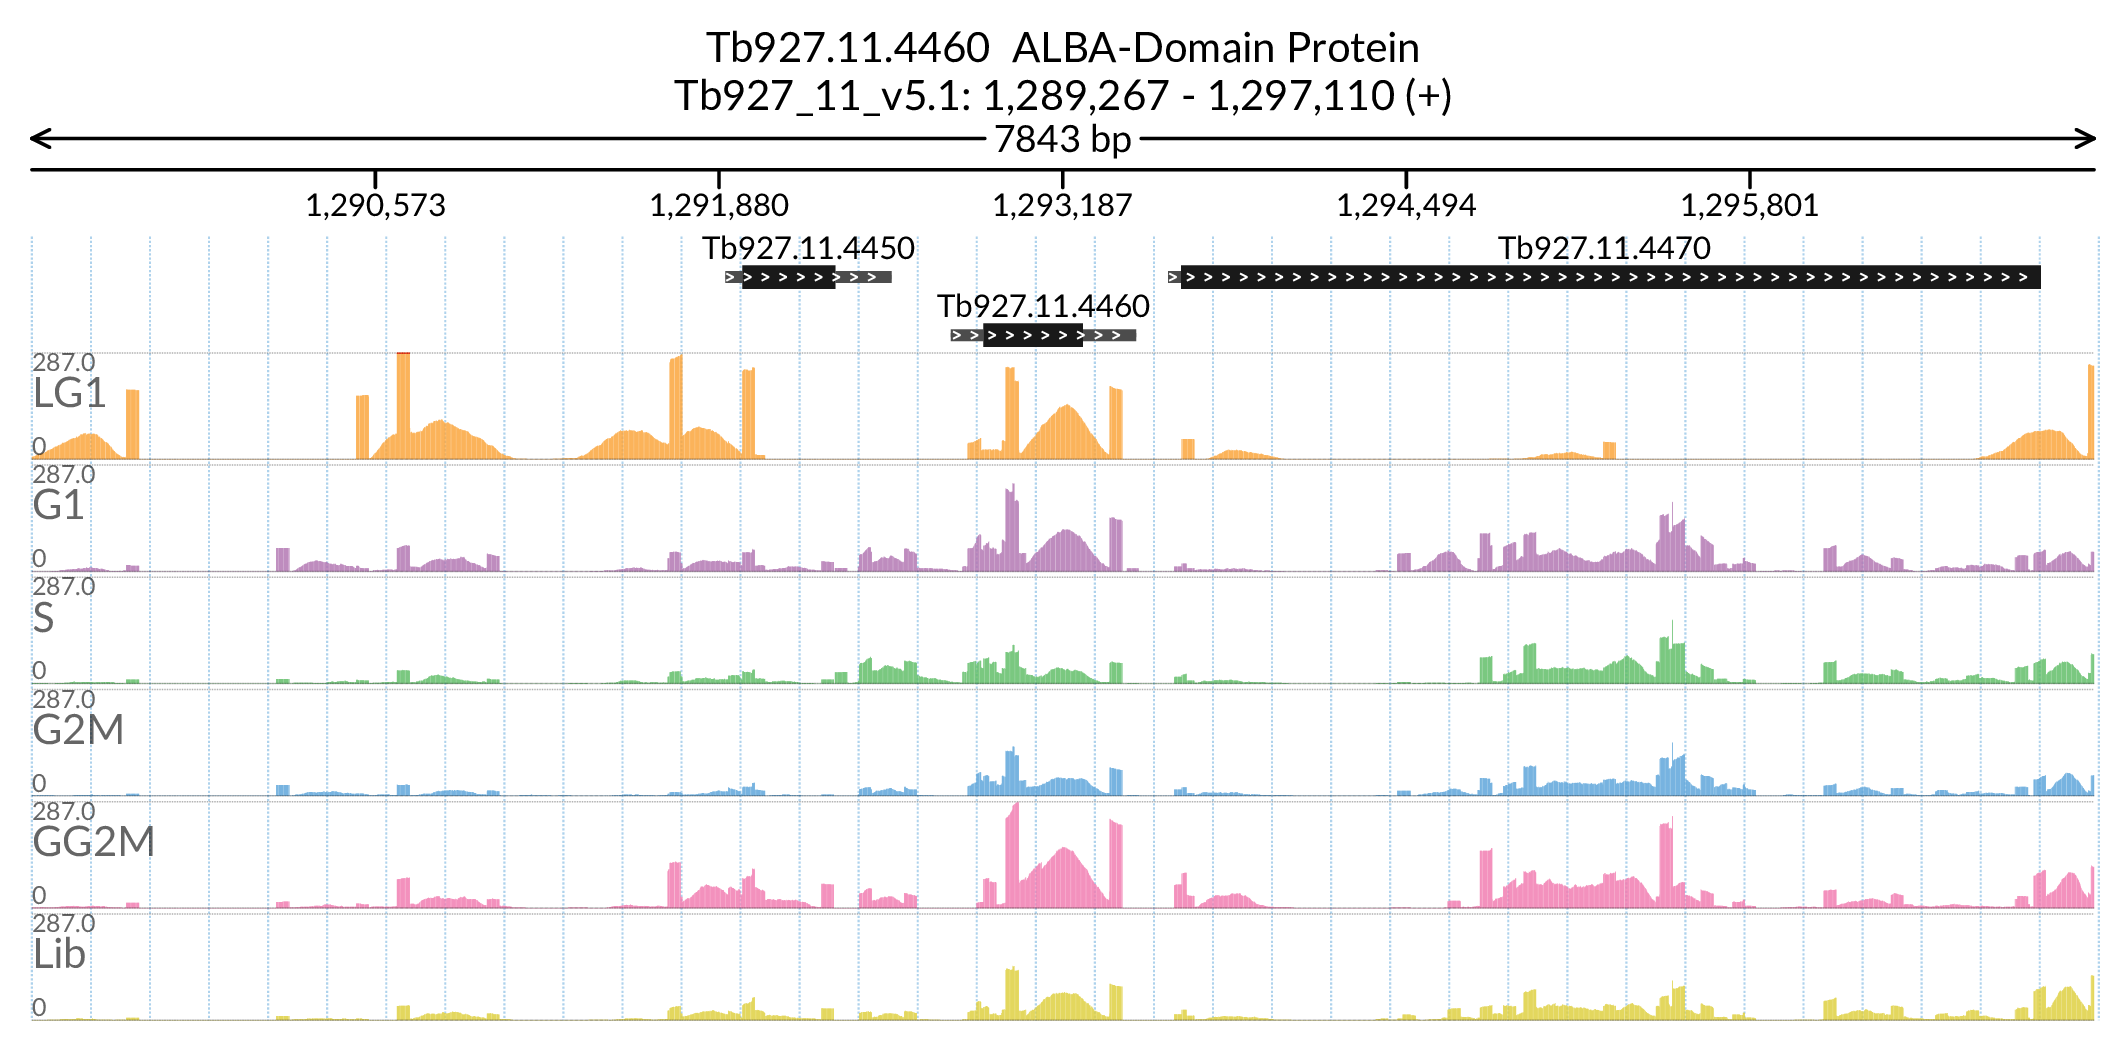 Tb927.11.4460  ALBA-Domain Protein
Tb927_11_v5.1: 1,289,267 - 1,297,110 (+)
7843 bp
1,290,573 1,291,880 1,293,187 1,294,494 1,295,801
Tb927.11.4450 Tb927.11.4470
Tb927.11.4460
287.0
LG1
0
287.0
G1
0
287.0
S
0
287.0
G2M
0
287.0
GG2M
0
287.0
Lib
0